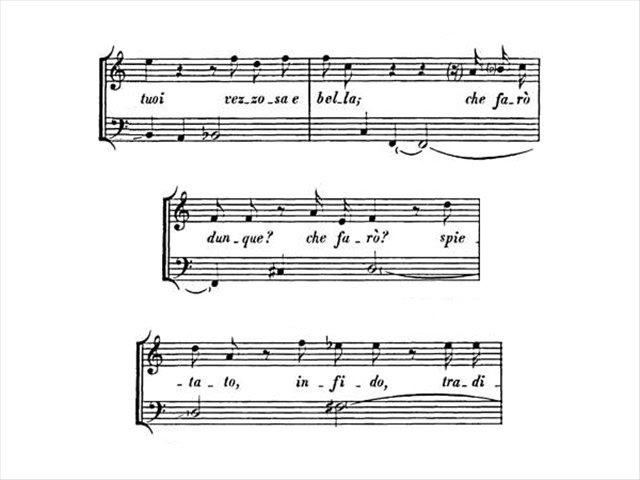 tuoi vez_zo_sa e bel_la; che fa_rò
dun_que? che fa_rò? spie_
_ta_to, in_fi_do, tra_di_